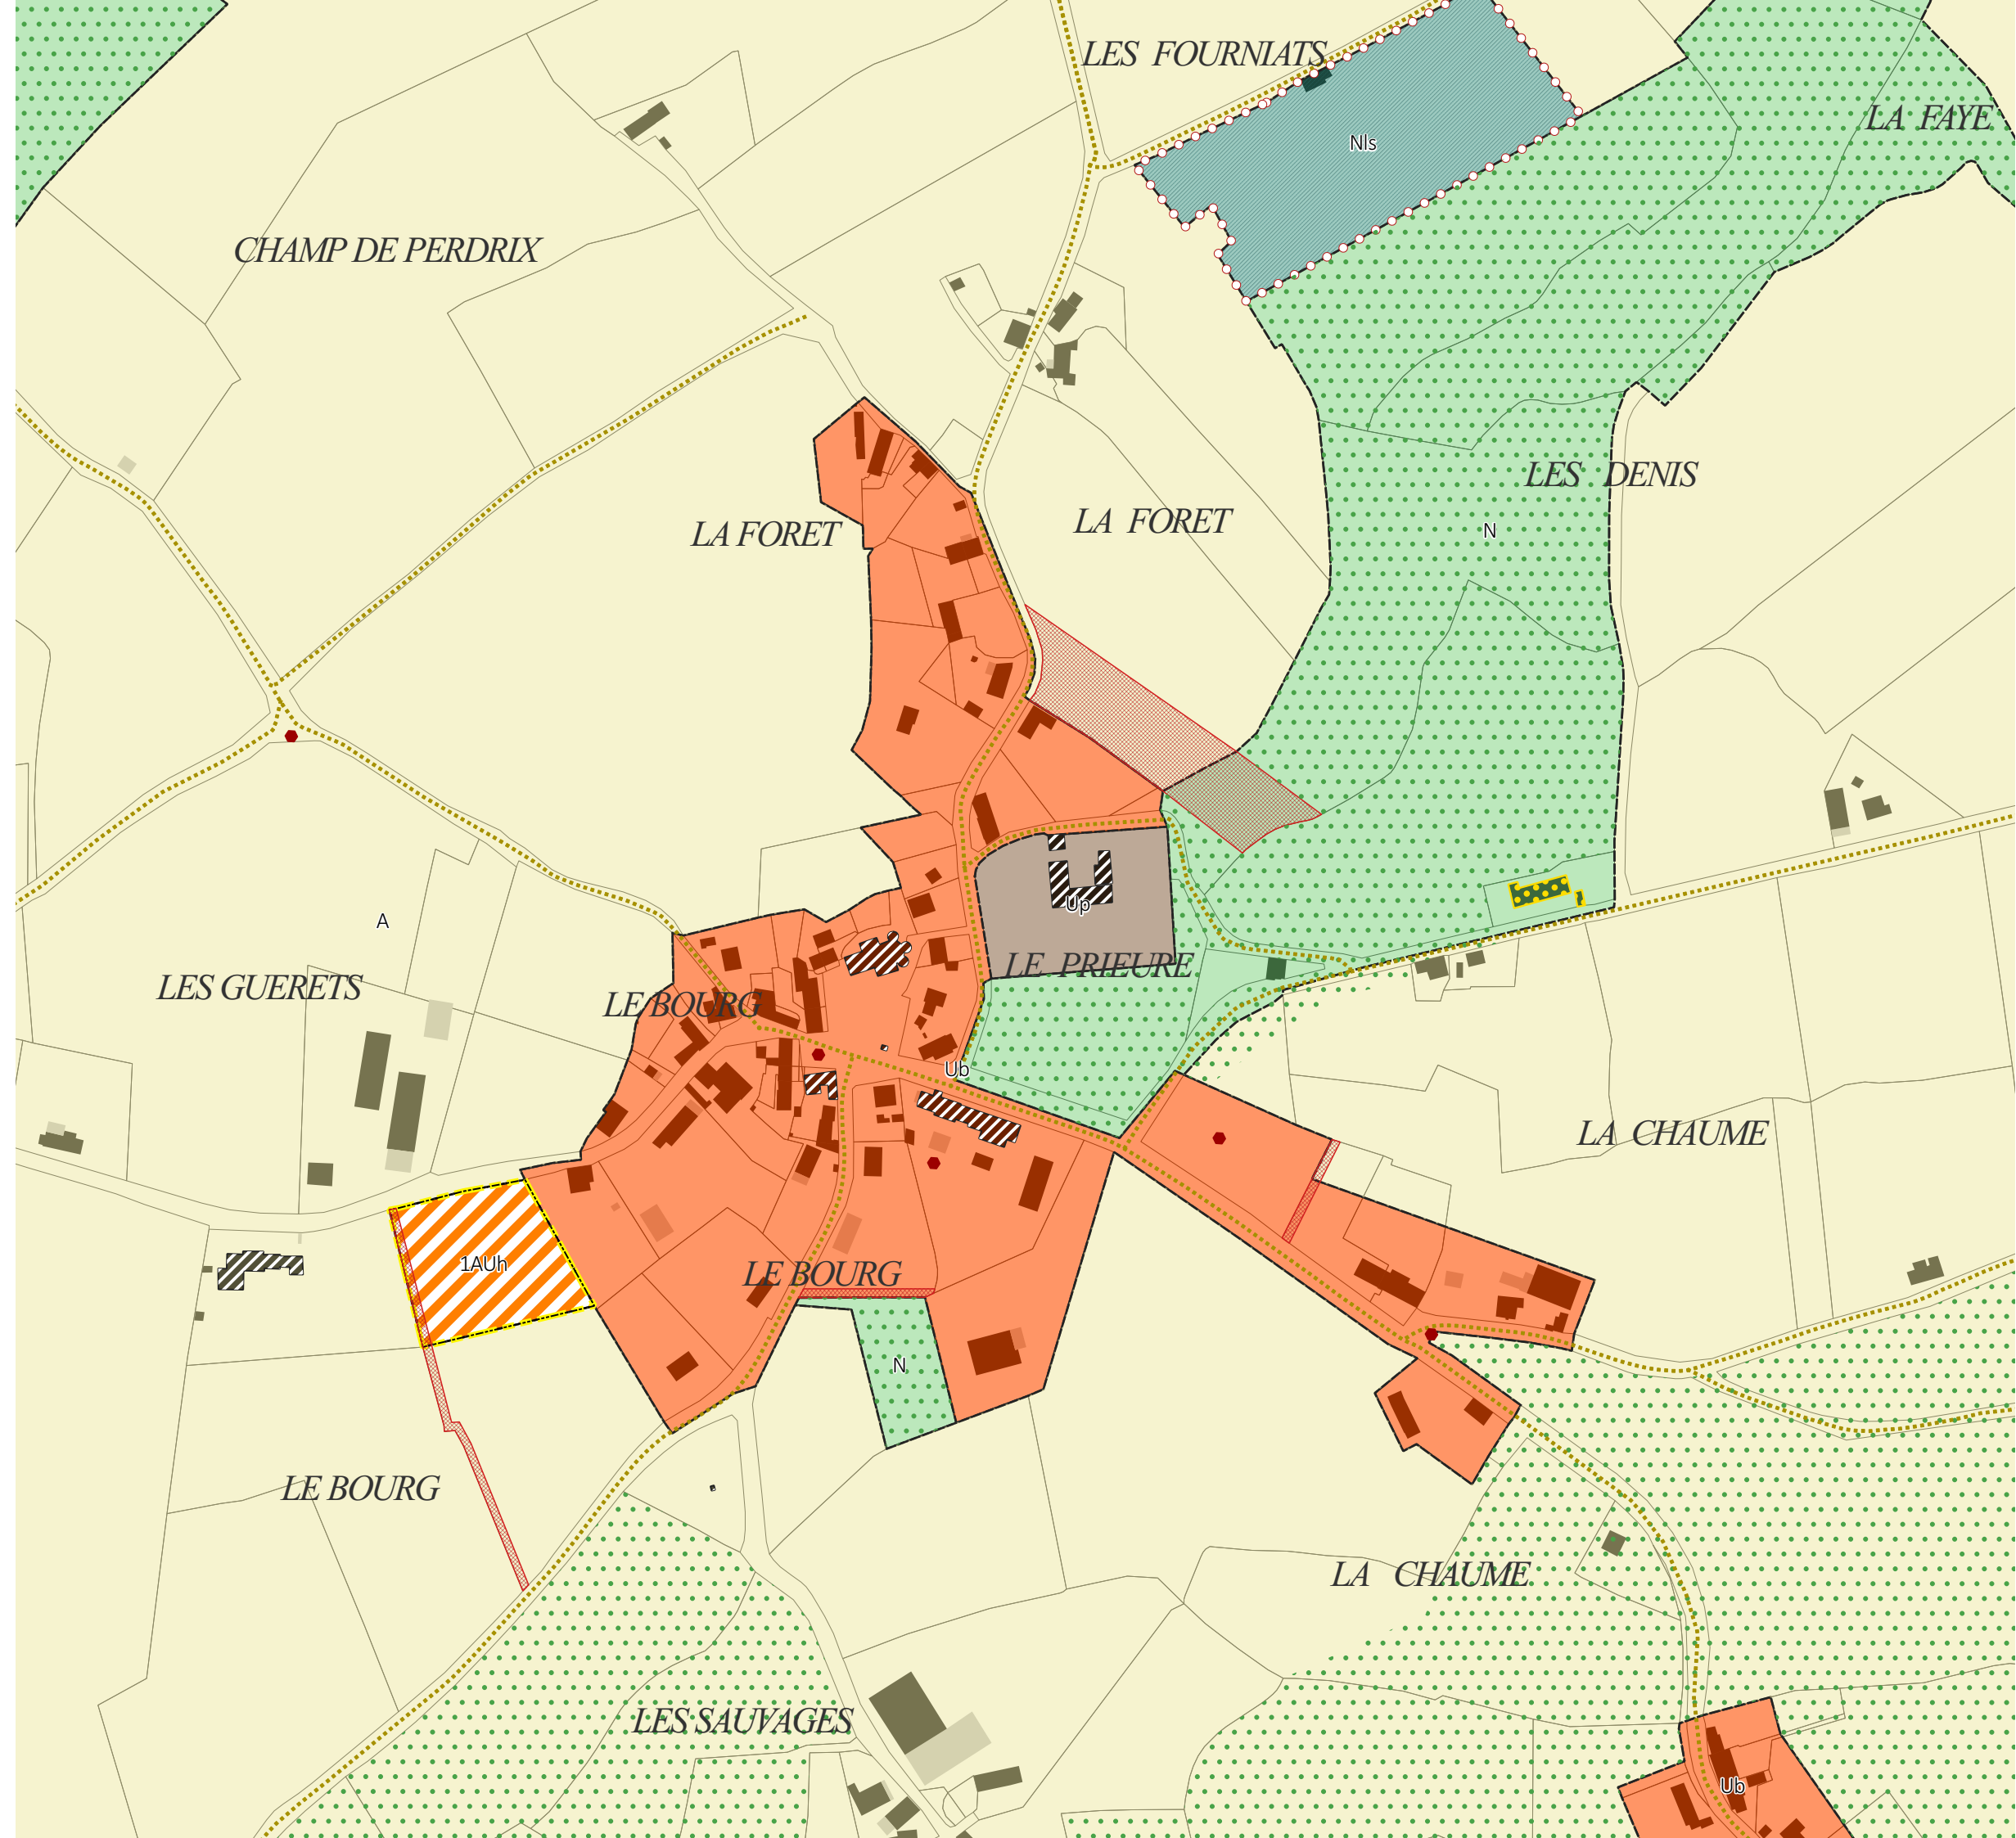 LES FOURNIATS
LA FAYE
Nls
CHAMP DE PERDRIX
LES DENIS
LA FORET
LA FORET
N
Up
A
LE PRIEURE
LES GUERETS
LE BOURG
Ub
LA CHAUME
1AUh
LE BOURG
N
LE BOURG
LA CHAUME
LES SAUVAGES
Ub